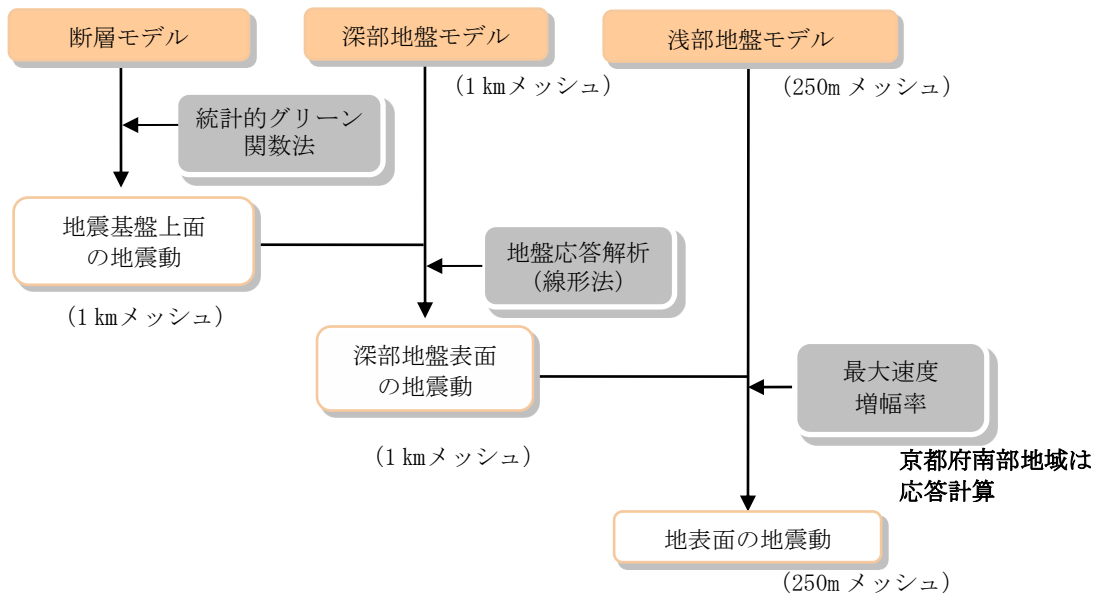 断層モデル
深部地盤モデル
浅部地盤モデル
(1㎞メッシュ)
(250m メッシュ)
統計的グリーン
関数法
地震基盤上面
の地震動
(1㎞メッシュ)
地盤応答解析
(線形法)
深部地盤表面
の地震動
(1㎞メッシュ)
最大速度
増幅率
京都府南部地域は
応答計算
地表面の地震動
(250m メッシュ)